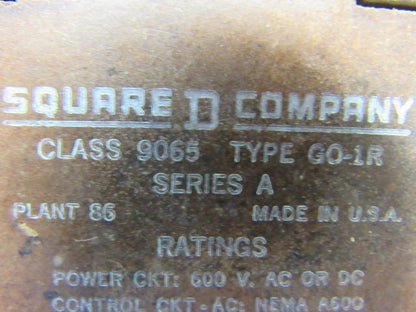 SQUARE D COMPANY
CLASS 9065 TYPE GO-1R
SERIES A
PLANT 86 MADE IN U.S.A.
RATINGS
POWER CKT: 600 V. AC OR DC
CONTROL CKT-AC: NEMA A600